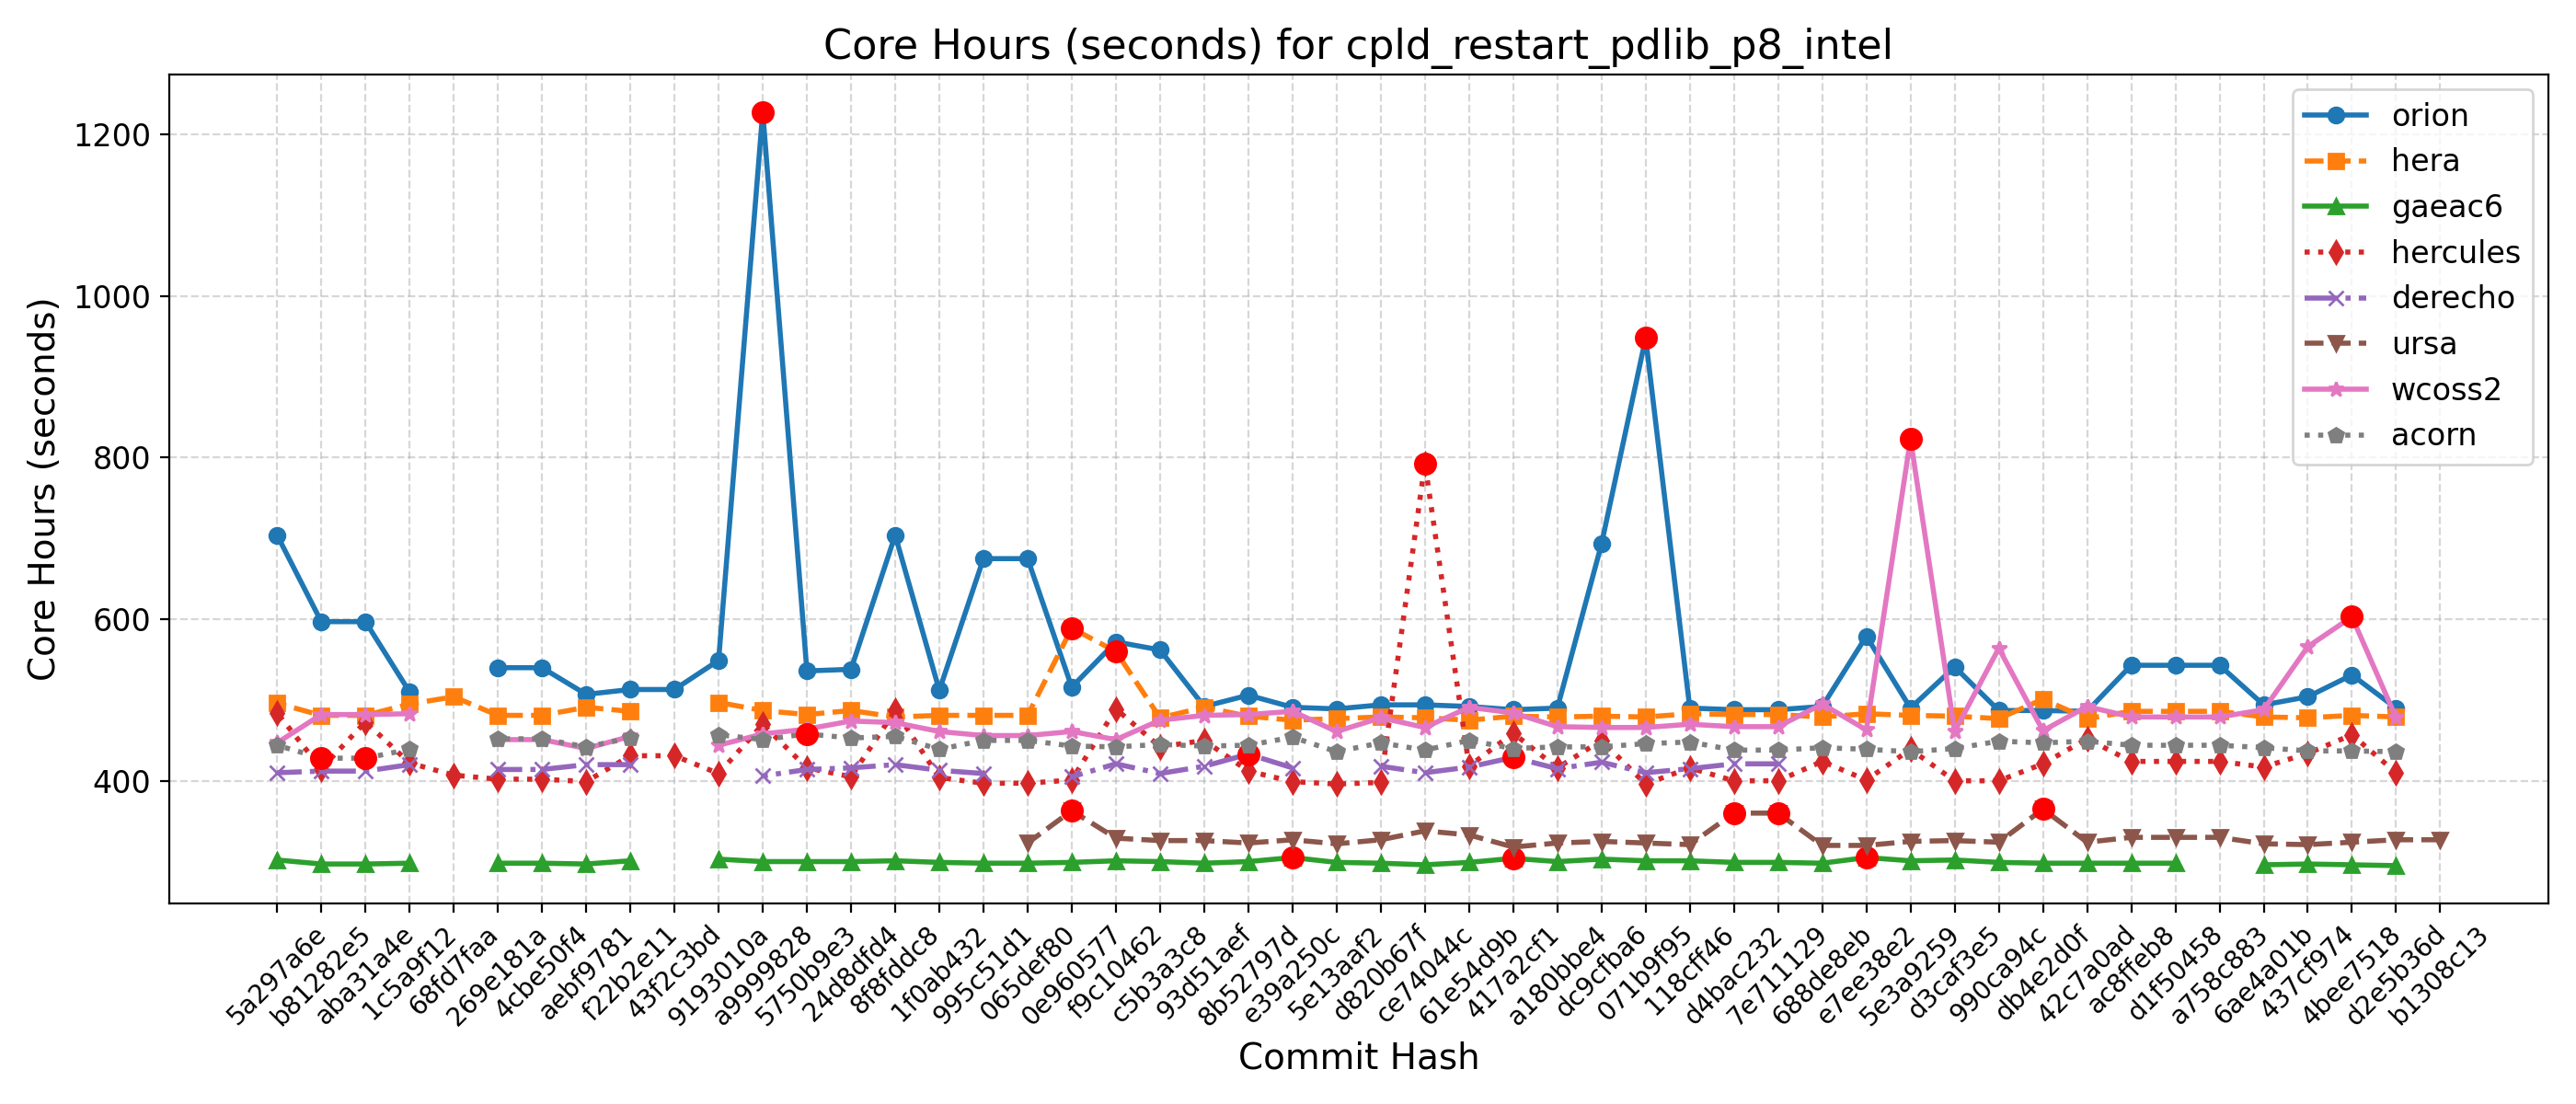 Core Hours (seconds) for cpld_restart_pdlib_p8_intel
Core Hours (seconds)
1200
1000
800
600
400
orion
hera
gaeac6
hercules
derecho
ursa
wcoss2
acorn
5a297a6e
b81282e5
aba31a4e
1c5a9f12
68fd7faa
269e181a
4cbe50f4
aebf9781
f22b2e11
43f2c3bd
9193010a
a9999828
5750b9e3
24d8dfd4
8f8fddc8
1f0ab432
995c51d1
065def80
0e960577
f9c10462
c5b3a3c8
93d51aef
8b52797d
e39a250c
5e13aaf2
d820b67f
ce74044c
61e54d9b
417a2cf1
a180bbe4
dc9cfba6
071b9f95
118cff46
d4bac232
7e711129
688de8eb
e7ee38e2
5e3a9259
d3caf3e5
990ca94c
db4e2d0f
42c7a0ad
ac8ffeb8
d1f50458
a758c883
6ae4a01b
437cf974
4bee7518
d2e5b36d
b1308c13
Commit Hash